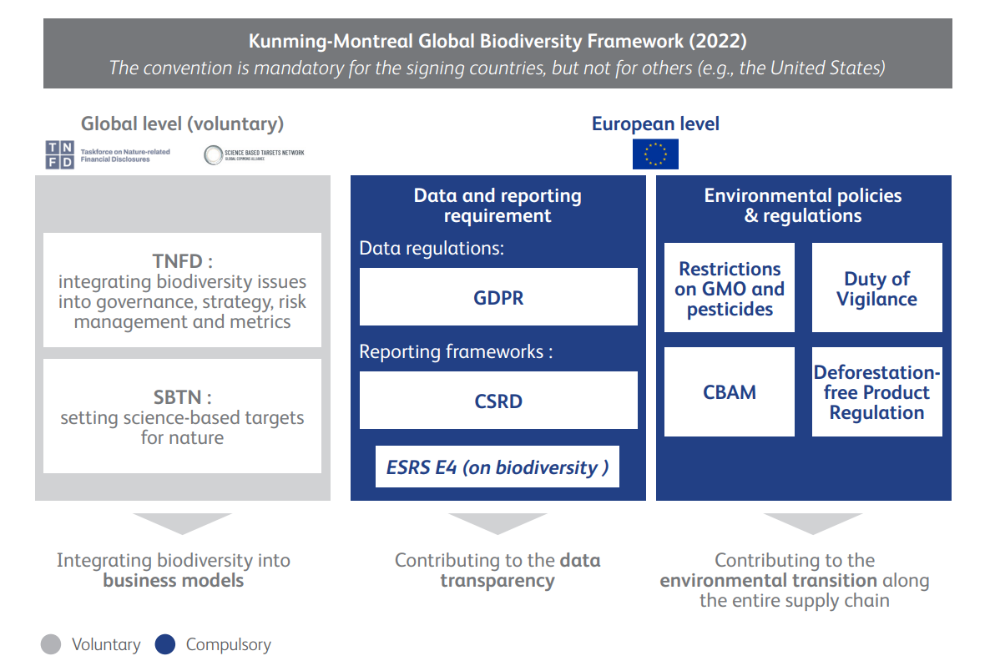 Kunming-Montreal Global Biodiversity Framework (2022)
The convention is mandatory for the signing countries, but not for others (e.g., the United States)
Global level (voluntary)
T N
F D
Taskforce on Nature-related
Financial Disclosures
SCIENCE BASED TARGETS NETWORK
GLOBAL COMMONS ALLIANCE
TNFD :
integrating biodiversity issues
into governance, strategy, risk
management and metrics
SBTN :
setting science-based targets
for nature
Integrating biodiversity into
business models
European level
Data and reporting
requirement
Data regulations:
GDPR
Reporting frameworks :
CSRD
ESRS E4 (on biodiversity )
Contributing to the data
transparency
Environmental policies
& regulations
Restrictions
on GMO and
pesticides
Duty of
Vigilance
CBAM
Deforestation-
free Product
Regulation
Contributing to the
environmental transition along
the entire supply chain
Voluntary
Compulsory